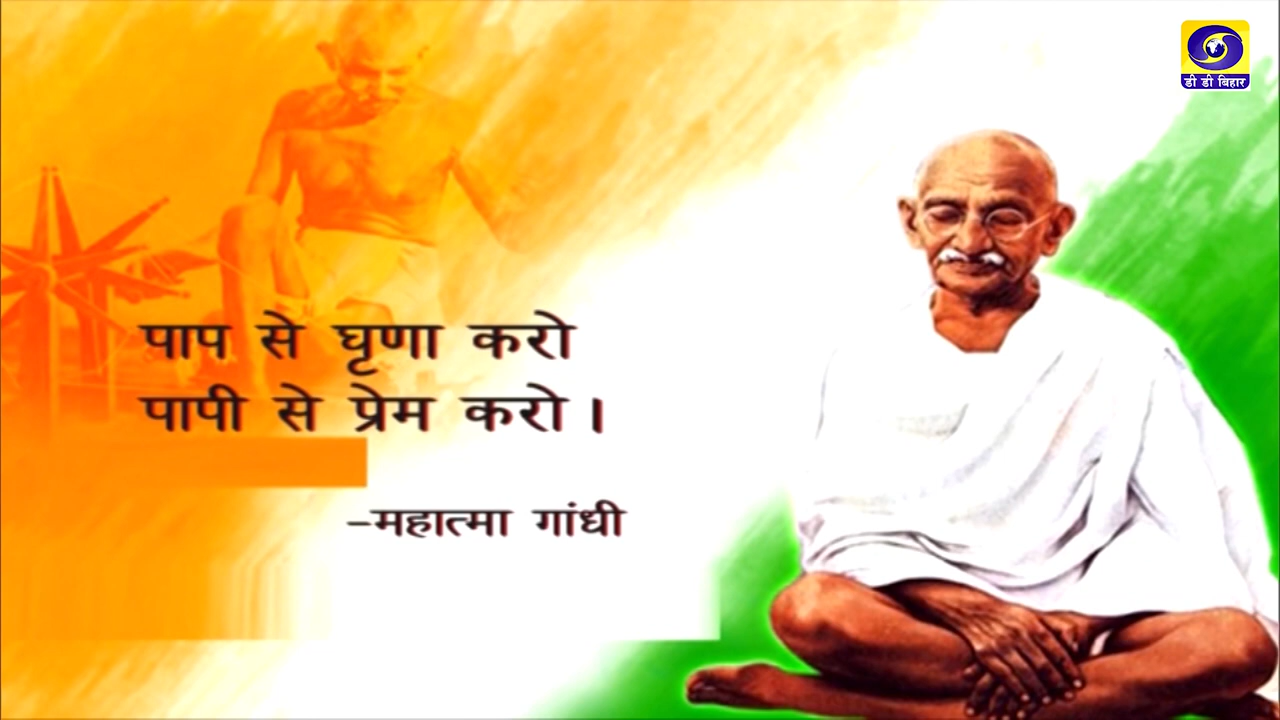 डी डी बिहार
पाप से घृणा करो
पापी से प्रेम करो।
–महात्मा गांधी